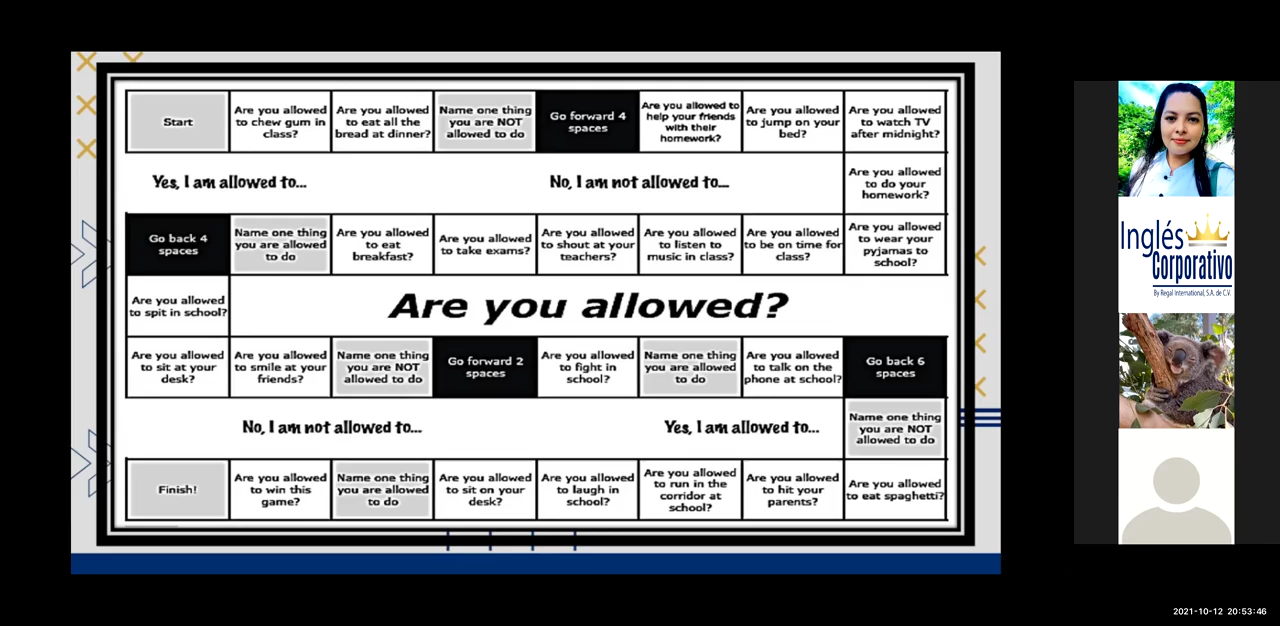 Start
Are you allowed
to chew gum in
class?
Are you allowed
to eat all the
bread at dinner?
Name one thing
you are NOT
allowed to do
Go forward 4
spaces
Are you allowed to
help your friends
with their
homework?
Are you allowed
to jump on your
bed?
Are you allowed
to watch TV
after midnight?
Yes, I am allowed to...
No, I am not allowed to...
Are you allowed
to do your
homework?
Go back 4
spaces
Name one thing
you are allowed
to do
Are you allowed
to eat
breakfast?
Are you allowed
to take exams?
Are you allowed
to shout at your
teachers?
Are you allowed
to listen to
music in class?
Are you allowed
to be on time for
class?
Are you allowed
to wear your
pyjamas to
school?
Are you allowed
to spit in school?
Are you allowed?
Are you allowed
to sit at your
desk?
Are you allowed
to smile at your
friends?
Name one thing
you are NOT
allowed to do
Go forward 2
spaces
Are you allowed
to fight in
school?
Name one thing
you are allowed
to do
Are you allowed
to talk on the
phone at school?
Go back 6
spaces
No, I am not allowed to...
Yes, I am allowed to...
Name one thing
you are NOT
allowed to do
Finish!
Are you allowed
to win this
game?
Name one thing
you are allowed
to do
Are you allowed
to sit on your
desk?
Are you allowed
to laugh in
school?
Are you allowed
to run in the
corridor at
school?
Are you allowed
to hit your
parents?
Are you allowed
to eat spaghetti?
Inglés
Corporativo
By Regal International, S.A. de C.V.
2021-10-12 20:53:46